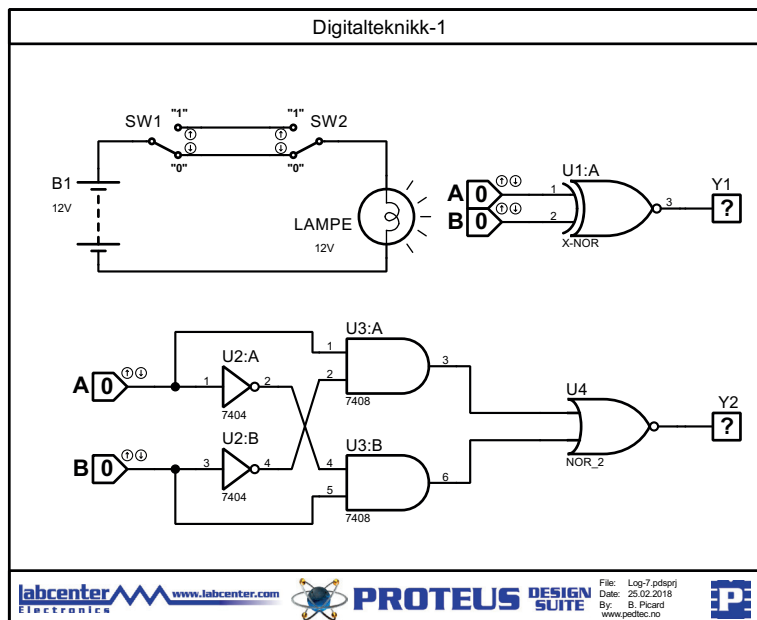 Digitalteknikk-1
"1" "1"
SW1 SW2
"0" "0"
B1
12V
LAMPE
12V
U1:A
A 0 1
B 0 2
3
X-NOR
Y1
?
U3:A
1
2
3
7408
U2:A
A 0 1 2
7404
U2:B
B 0 3 4
7404
U3:B
4
5
6
7408
U4
NOR_2
Y2
?
labcenter www.labcenter.com
Electronics
PROTEUS DESIGN SUITE
File: Log-7.pdsprj
Date: 25.02.2018
By: B. Picard
www.pedtec.no
P